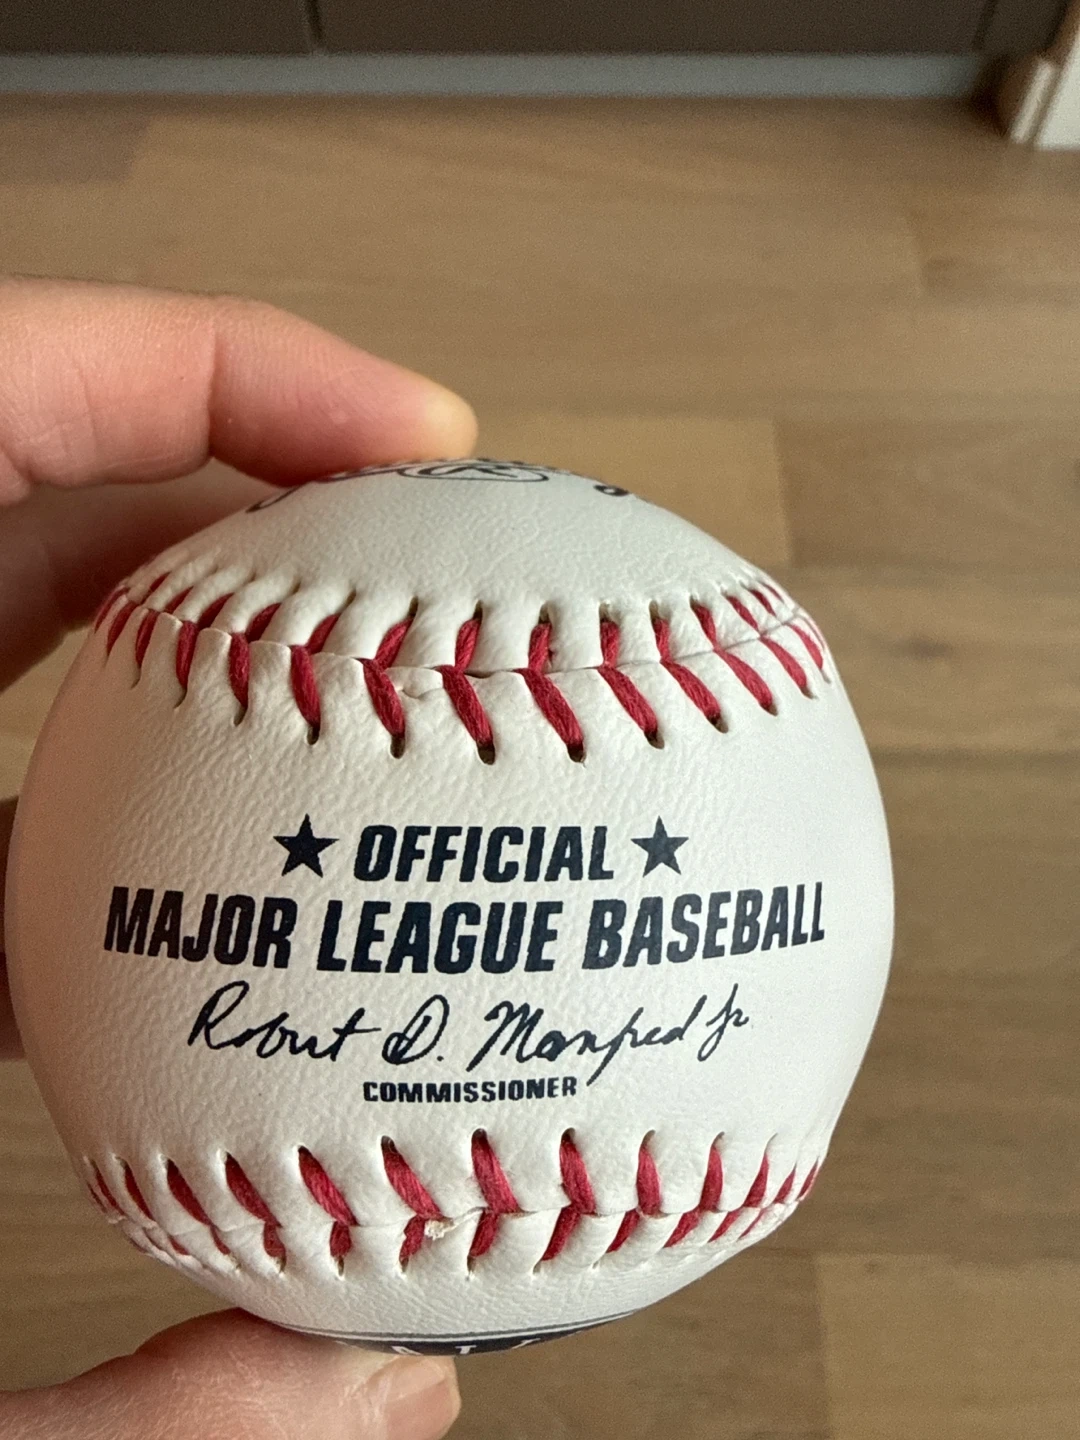 ★ OFFICIAL ★
MAJOR LEAGUE BASEBALL
Robert D. Manfred Jr
COMMISSIONER